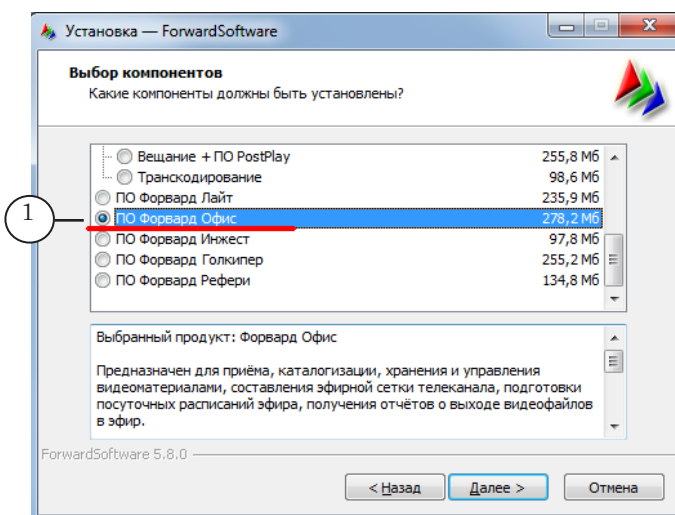 Установка — ForwardSoftware
Выбор компонентов
Какие компоненты должны быть установлены?
Вещание + ПО PostPlay 255,8 Мб
Транскодирование 98,6 Мб
ПО Форвард Лайт 235,9 Мб
1 ПО Форвард Офис 278,2 Мб
ПО Форвард Инжест 97,8 Мб
ПО Форвард Голкипер 255,2 Мб
ПО Форвард Рефери 134,8 Мб
Выбранный продукт: Форвард Офис
Предназначен для приёма, каталогизации, хранения и управления
видеоматериалами, составления эфирной сетки телеканала, подготовки
посуточных расписаний эфира, получения отчётов о выходе видеофайлов
в эфир.
ForwardSoftware 5.8.0
< Назад Далее > Отмена